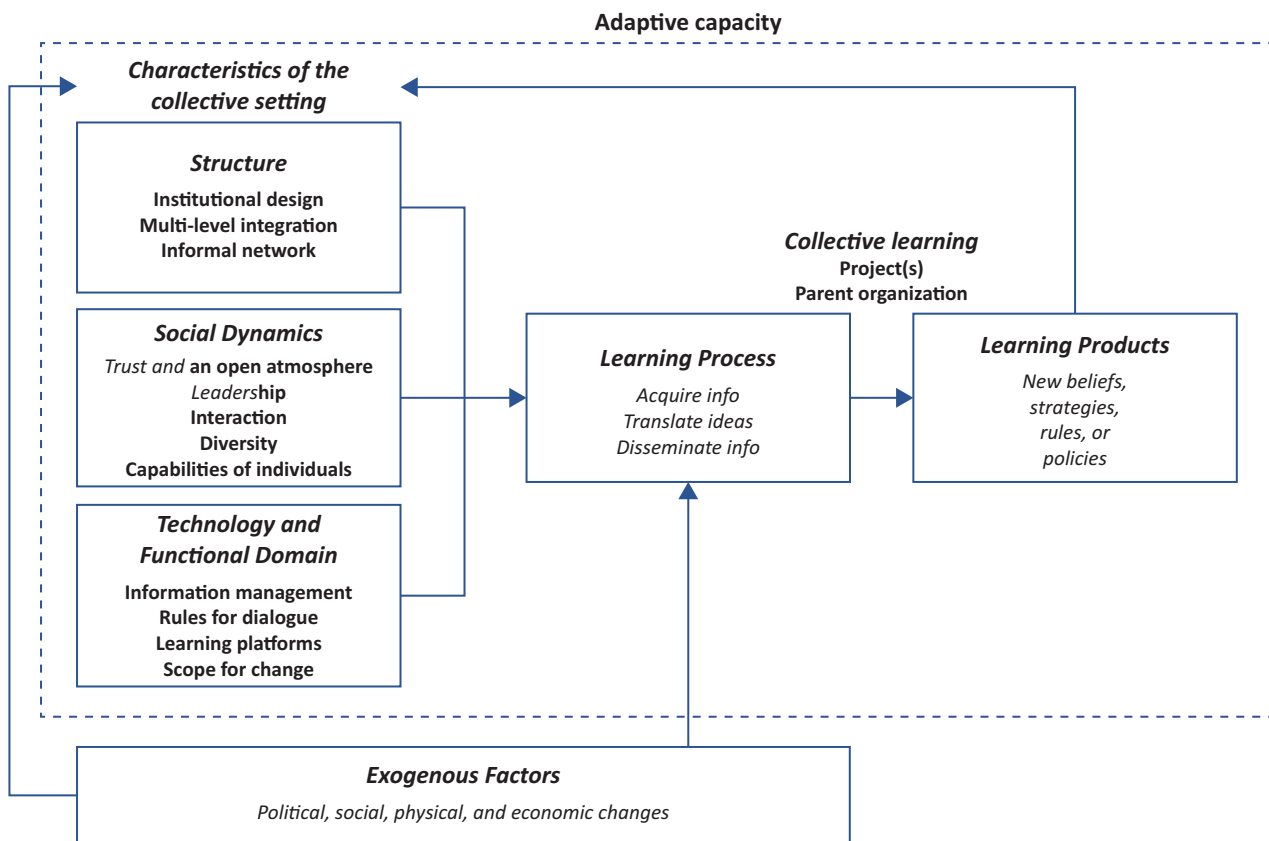 Adaptive capacity
Characteristics of the
collective setting
Structure
Institutional design
Multi-level integration
Informal network
Social Dynamics
Trust and an open atmosphere
Leadership
Interaction
Diversity
Capabilities of individuals
Technology and
Functional Domain
Information management
Rules for dialogue
Learning platforms
Scope for change
Learning Process
Acquire info
Translate ideas
Disseminate info
Collective learning
Project(s)
Parent organization
Learning Products
New beliefs,
strategies,
rules, or
policies
Exogenous Factors
Political, social, physical, and economic changes